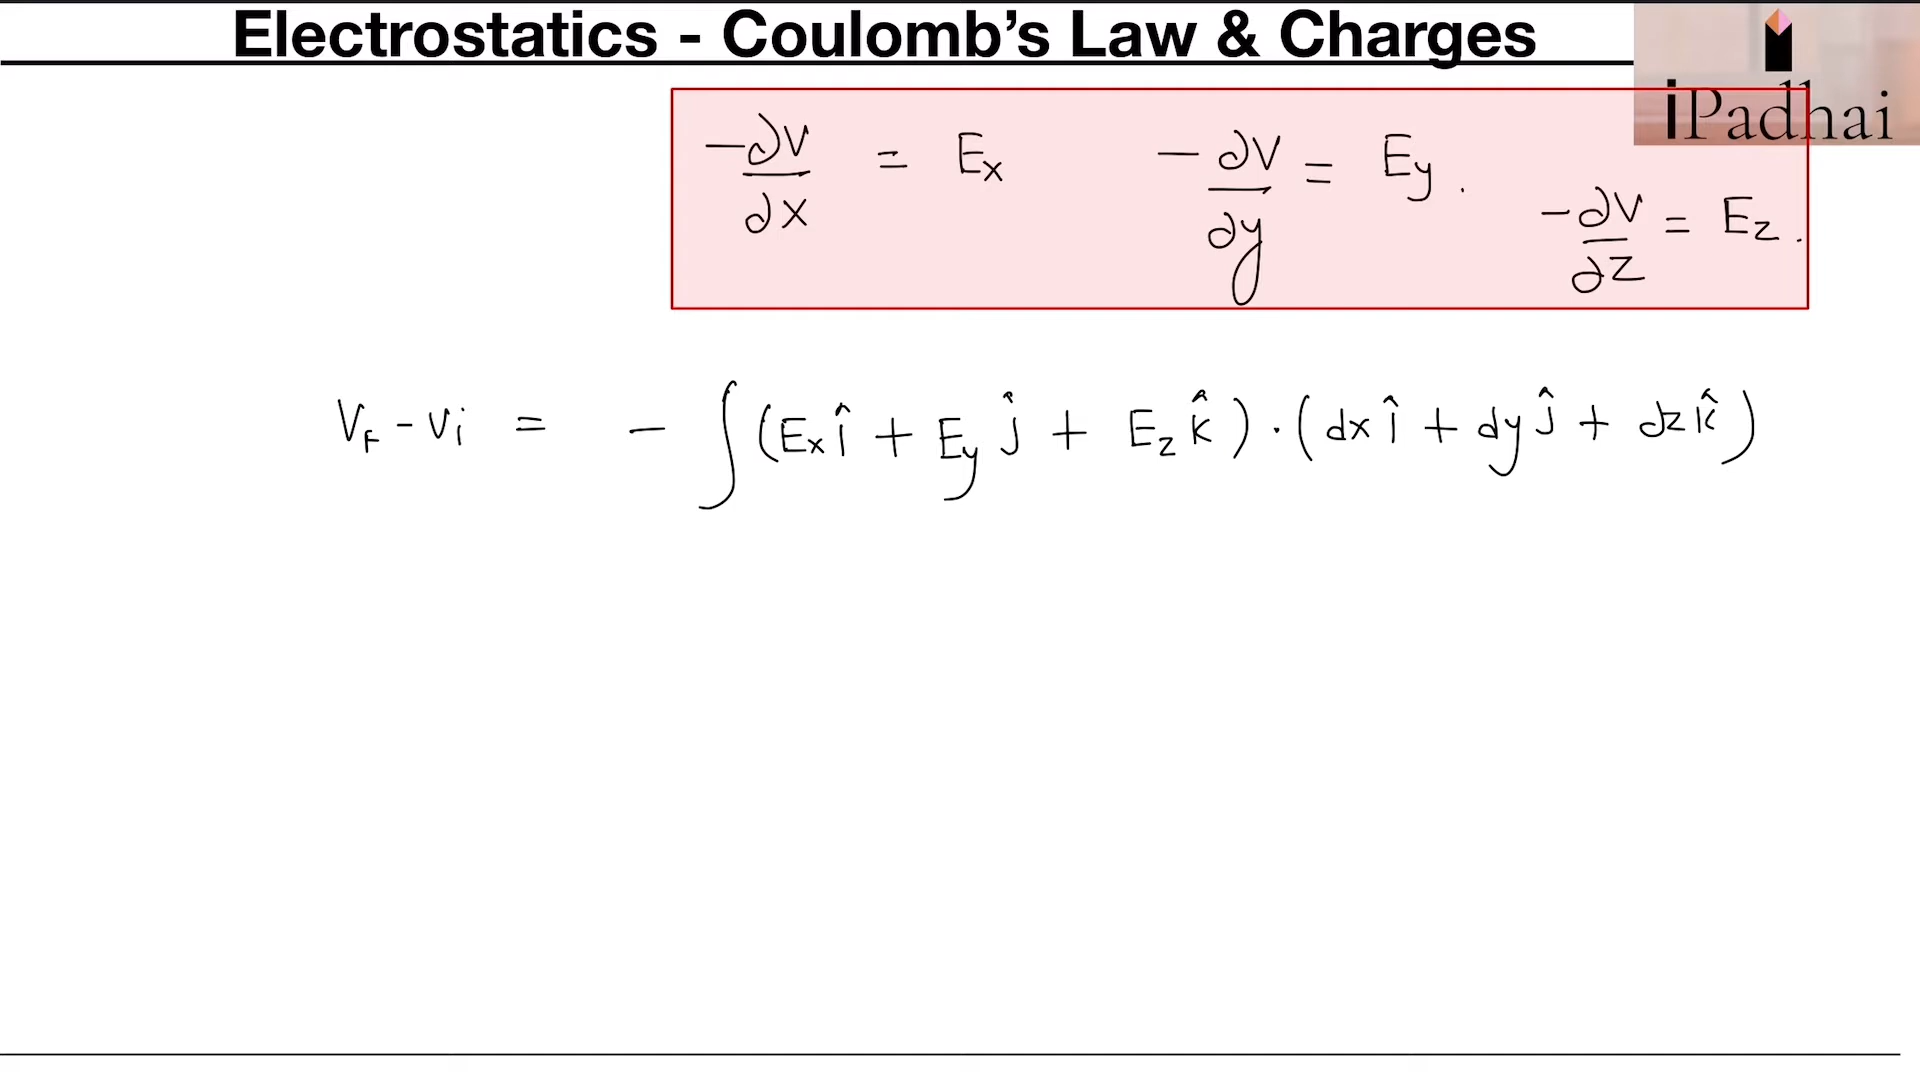 Electrostatics - Coulomb's Law & Charges
iPadhai
-∂V/∂x = Ex -∂V/∂y = Ey . -∂V/∂z = Ez .
VF - Vi = - ∫(Ex î + Ey ĵ + Ez k̂) · (dx î + dy ĵ + dz k̂)